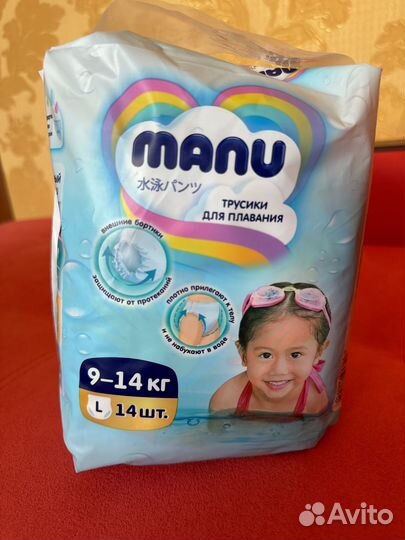 manu
水泳パンツ
ТРУСИКИ
ДЛЯ ПЛАВАНИЯ
внешние бортики
защищают от протеканий
плотно прилегают к телу
и не набухают в воде
9–14 КГ
L 14 шт.
Avito